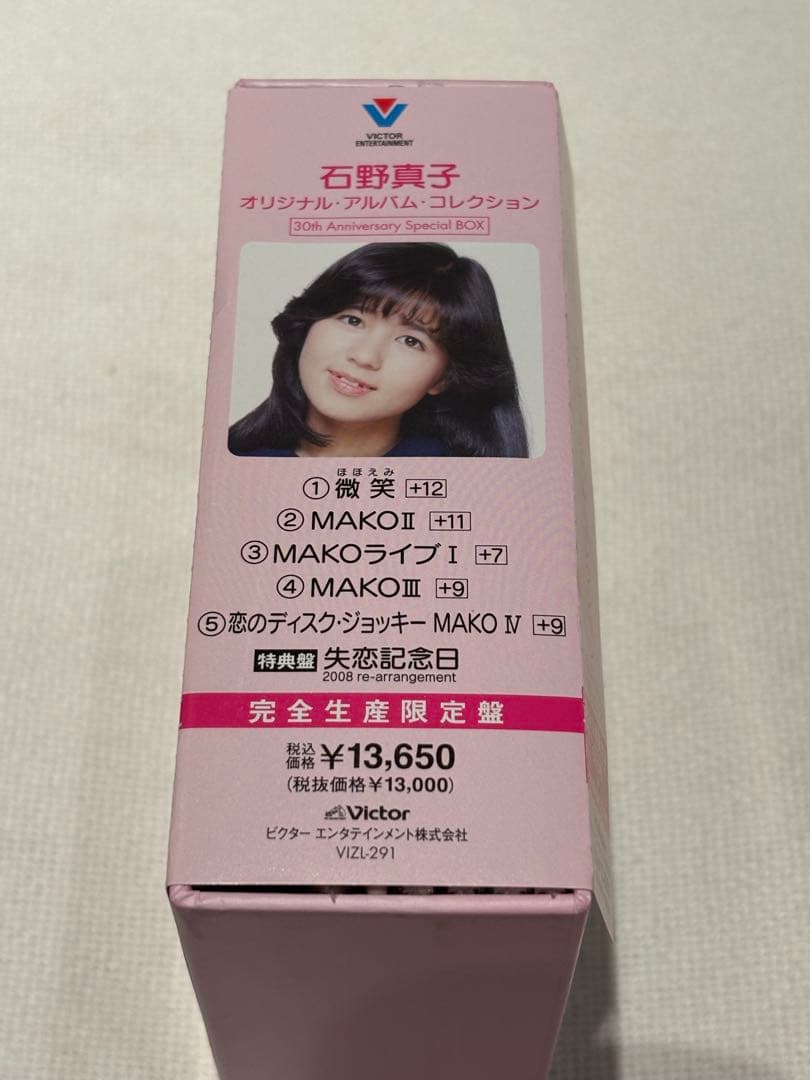 VICTOR
ENTERTAINMENT
石野真子
オリジナル・アルバム・コレクション
30th Anniversary Special BOX
ほほえみ
①微笑 +12
②MAKOⅡ +11
③MAKOライブⅠ +7
④MAKOⅢ +9
⑤恋のディスク・ジョッキー MAKO Ⅳ +9
特典盤 失恋記念日
2008 re-arrangement
完全生産限定盤
税込価格 ¥13,650
(税抜価格¥13,000)
Victor
ビクター エンタテインメント株式会社
VIZL-291